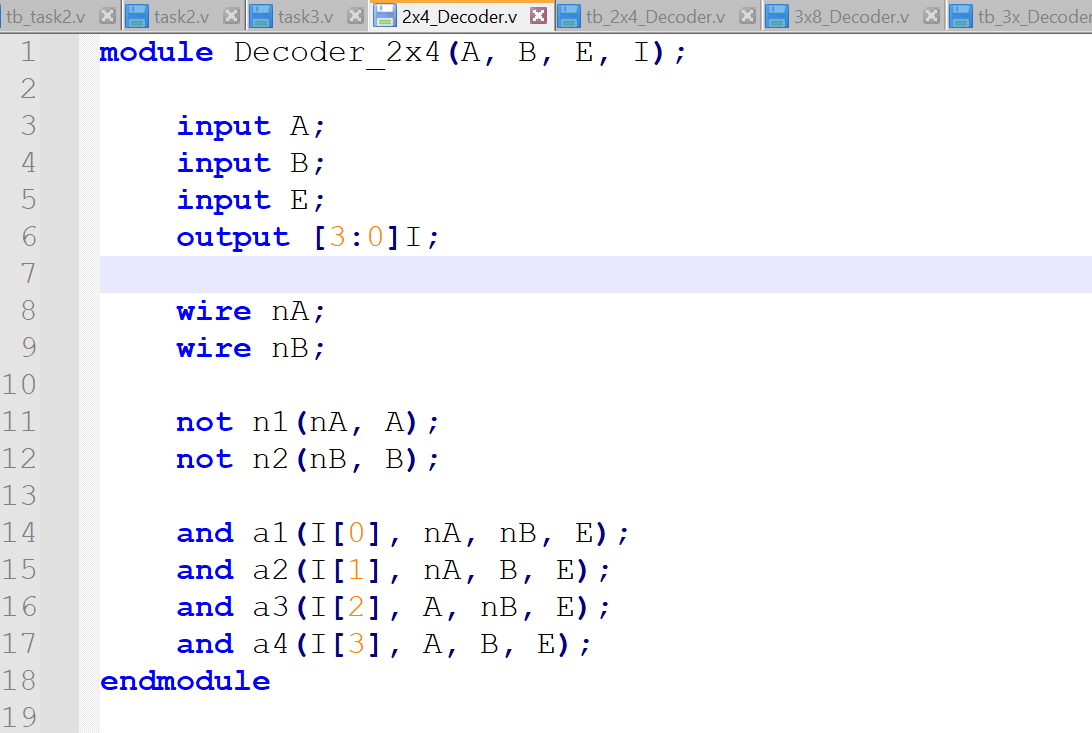 tb_task2.v task2.v task3.v 2x4_Decoder.v tb_2x4_Decoder.v 3x8_Decoder.v tb_3x_Decoder
1 module Decoder_2x4(A, B, E, I);
2
3 input A;
4 input B;
5 input E;
6 output [3:0]I;
7
8 wire nA;
9 wire nB;
10
11 not n1(nA, A);
12 not n2(nB, B);
13
14 and a1(I[0], nA, nB, E);
15 and a2(I[1], nA, B, E);
16 and a3(I[2], A, nB, E);
17 and a4(I[3], A, B, E);
18 endmodule
19